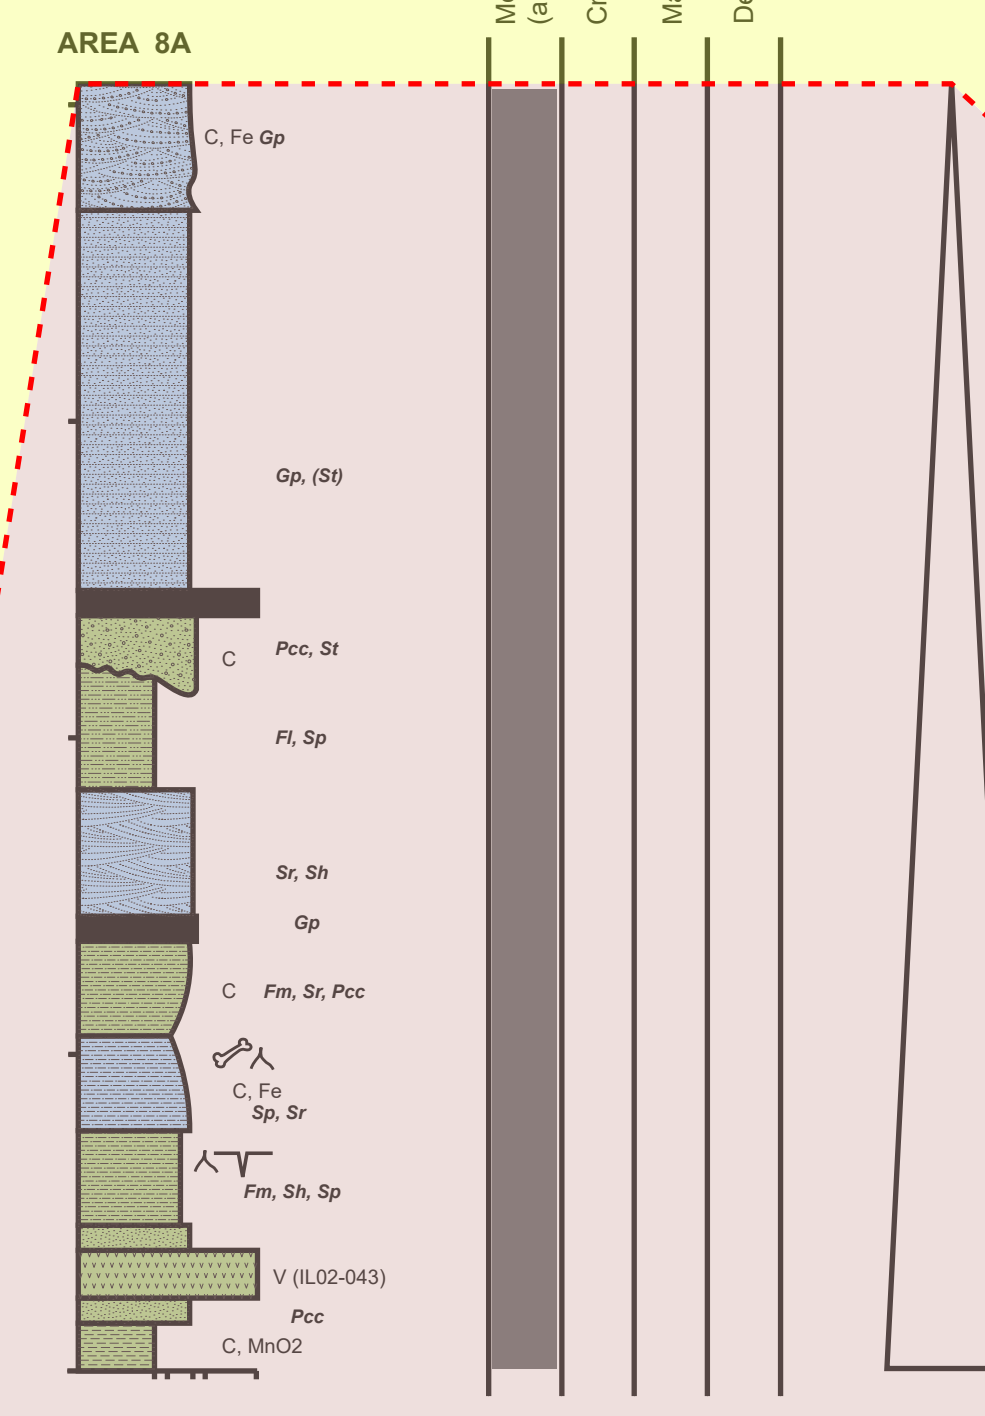 AREA 8A
C, Fe Gp
Gp, (St)
Pcc, St
C
Fl, Sp
Sr, Sh
Gp
C Fm, Sr, Pcc
C, Fe
Sp, Sr
Fm, Sh, Sp
V (IL02-043)
Pcc
C, MnO2